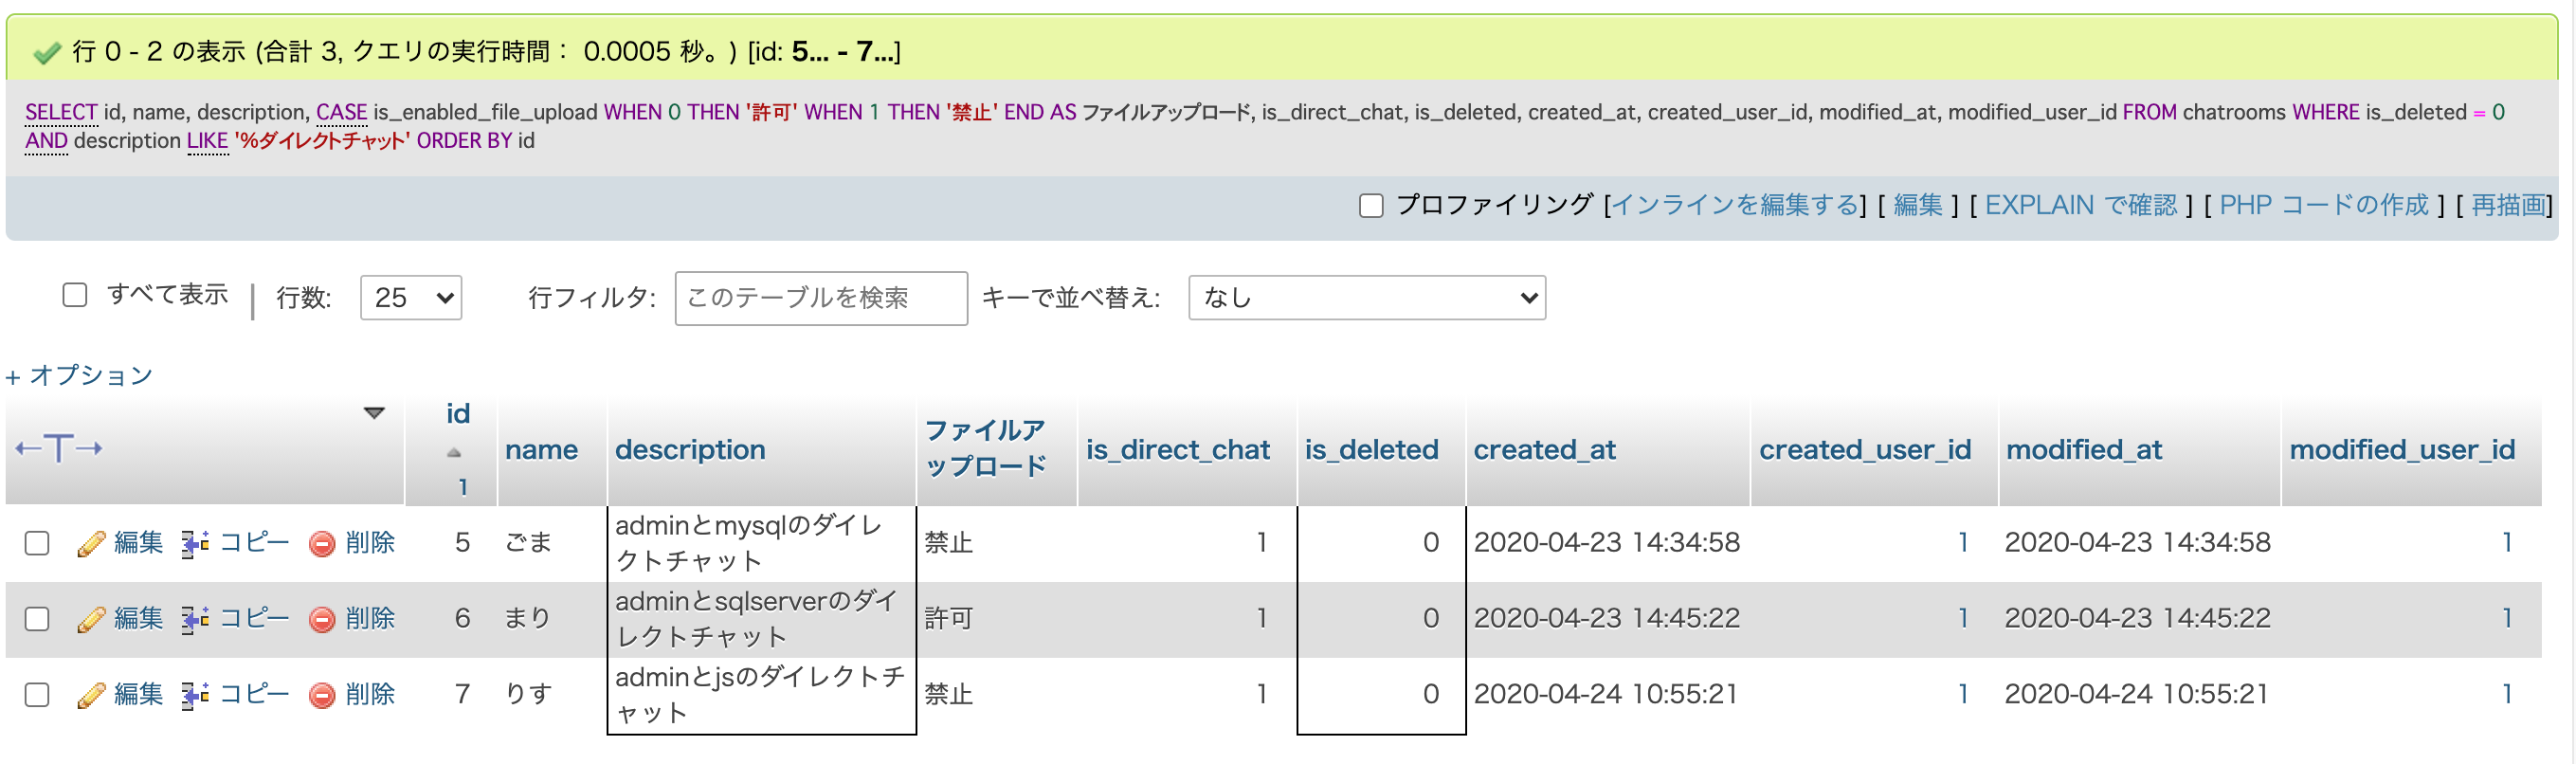 行 0 - 2 の表示 (合計 3, クエリの実行時間： 0.0005 秒。) [id: 5... - 7...]
SELECT id, name, description, CASE is_enabled_file_upload WHEN 0 THEN '許可' WHEN 1 THEN '禁止' END AS ファイルアップロード, is_direct_chat, is_deleted, created_at, created_user_id, modified_at, modified_user_id FROM chatrooms WHERE is_deleted = 0
AND description LIKE '%ダイレクトチャット' ORDER BY id
プロファイリング [インラインを編集する] [ 編集 ] [ EXPLAIN で確認 ] [ PHP コードの作成 ] [ 再描画]
すべて表示 | 行数: 25 行フィルタ: このテーブルを検索 キーで並べ替え: なし
+ オプション
←T→ id 1 name description ファイルアップロード is_direct_chat is_deleted created_at created_user_id modified_at modified_user_id
編集 コピー 削除 5 ごま adminとmysqlのダイレクトチャット 禁止 1 0 2020-04-23 14:34:58 1 2020-04-23 14:34:58 1
編集 コピー 削除 6 まり adminとsqlserverのダイレクトチャット 許可 1 0 2020-04-23 14:45:22 1 2020-04-23 14:45:22 1
編集 コピー 削除 7 りす adminとjsのダイレクトチャット 禁止 1 0 2020-04-24 10:55:21 1 2020-04-24 10:55:21 1